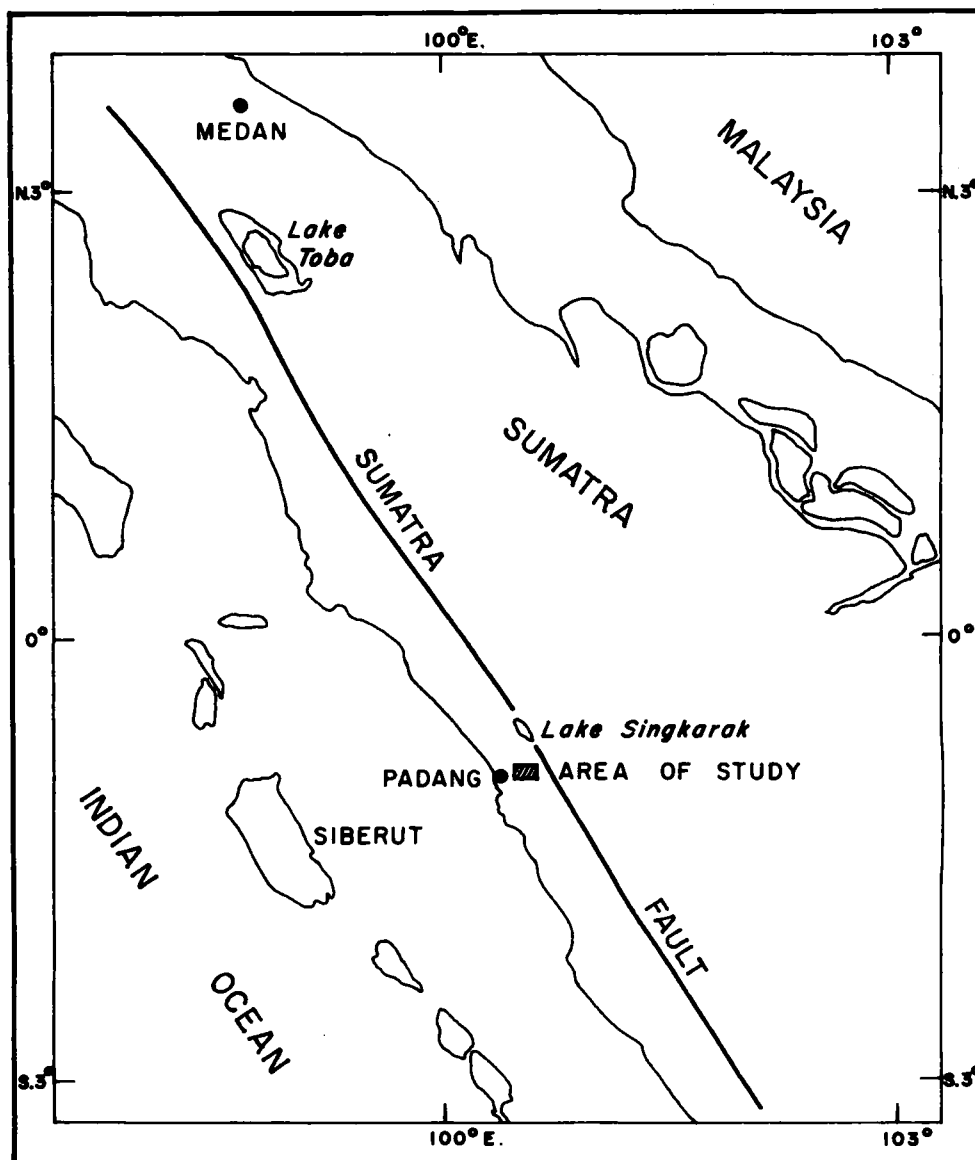 100°E.
103°
MEDAN
MALAYSIA
N.3°
N.3°
Lake
Toba
SUMATRA
SUMATRA
0°
0°
Lake Singkarak
PADANG
AREA OF STUDY
INDIAN
SIBERUT
FAULT
OCEAN
S.3°
S.3°
100°E.
103°